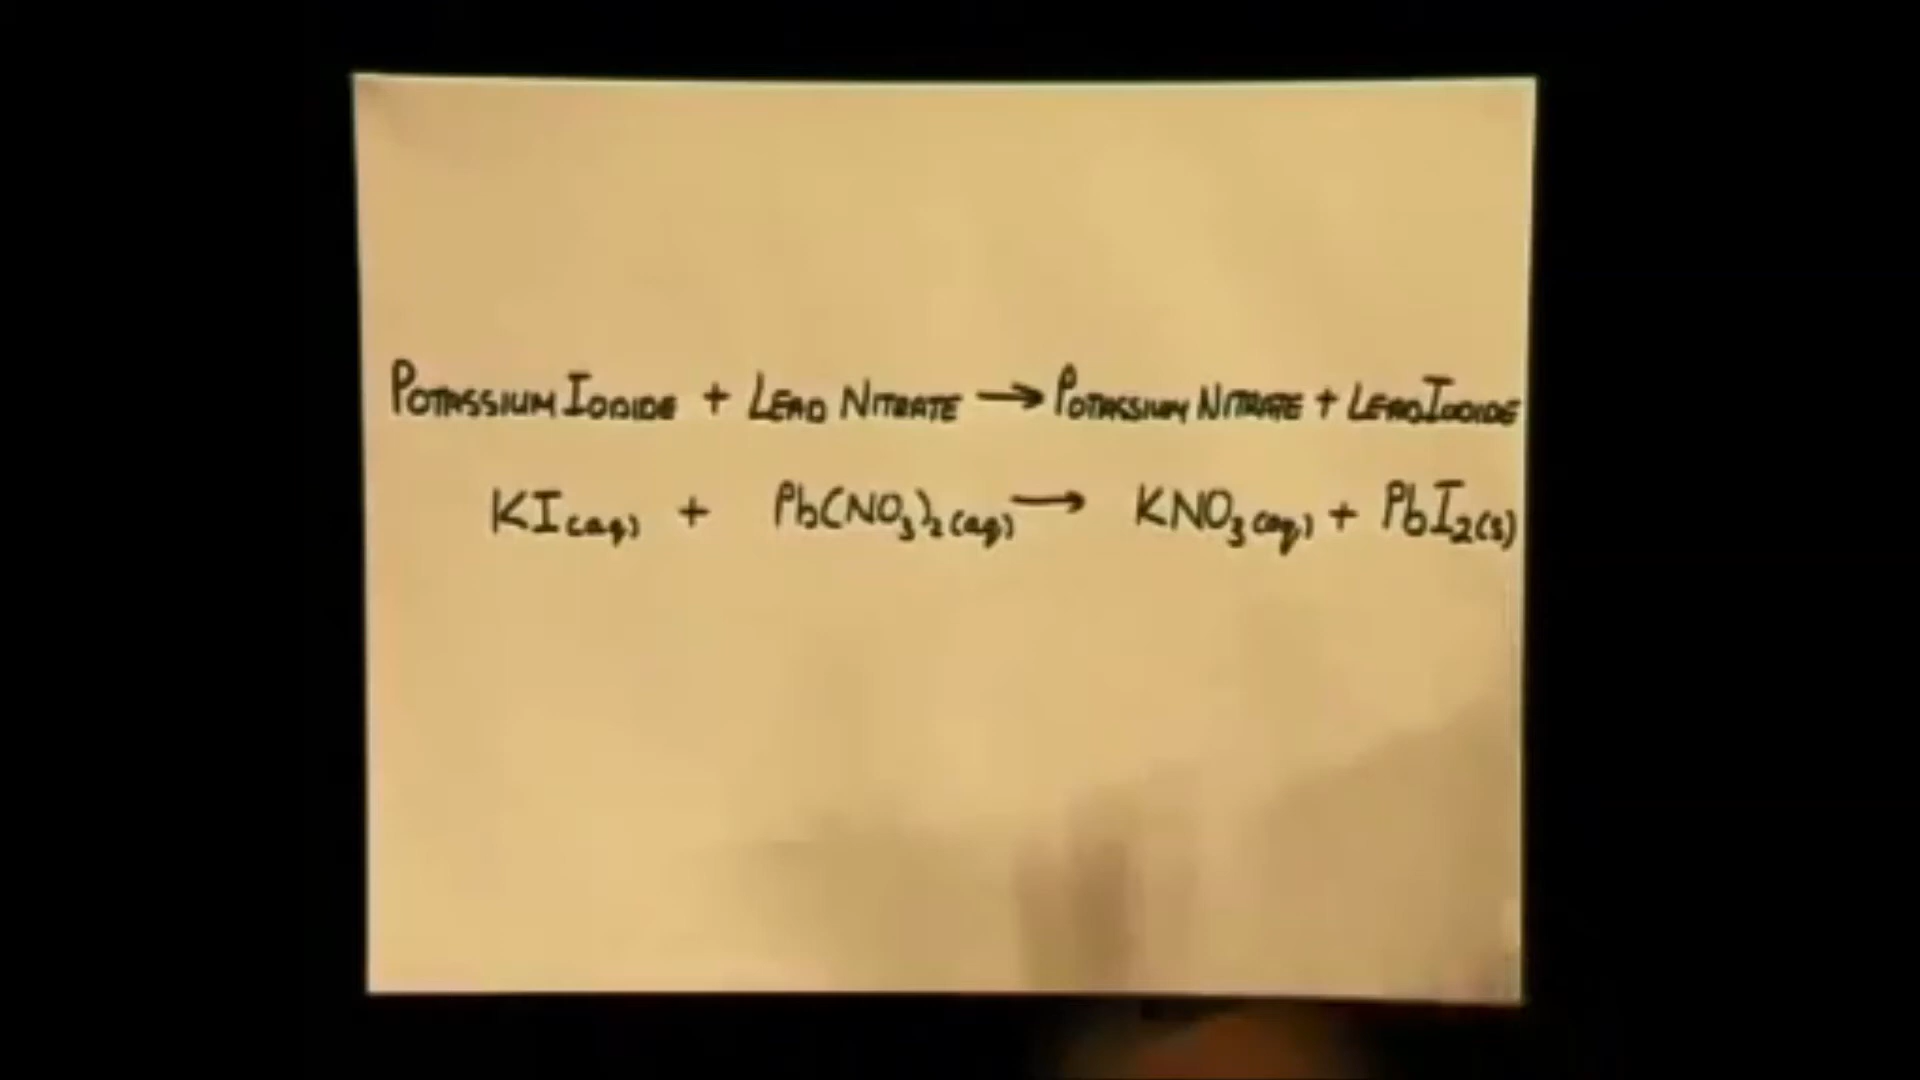 POTASSIUM IODIDE + LEAD NITRATE → POTASSIUM NITRATE + LEAD IODIDE
KI(aq) + Pb(NO₃)₂(aq) → KNO₃(aq) + PbI₂(s)